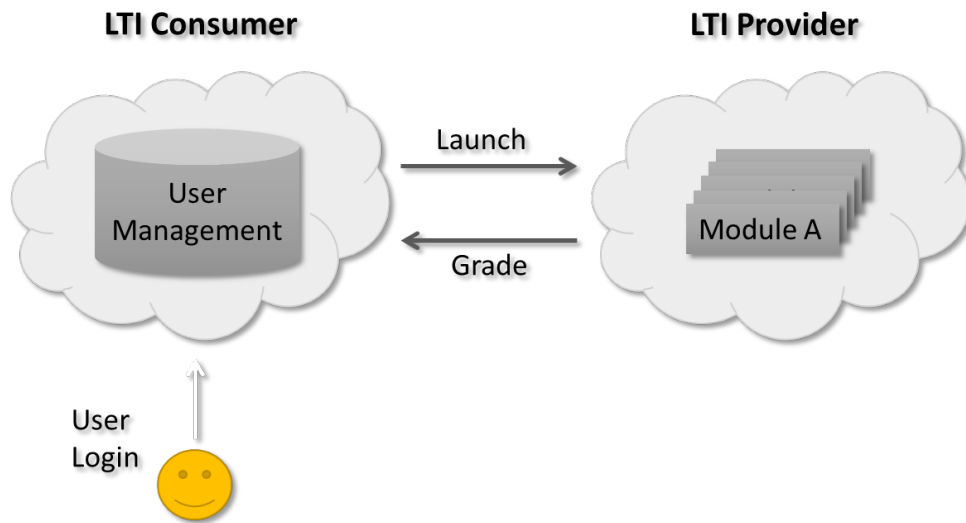 LTI Consumer
LTI Provider
Launch
User
Management
Module A
Grade
User
Login